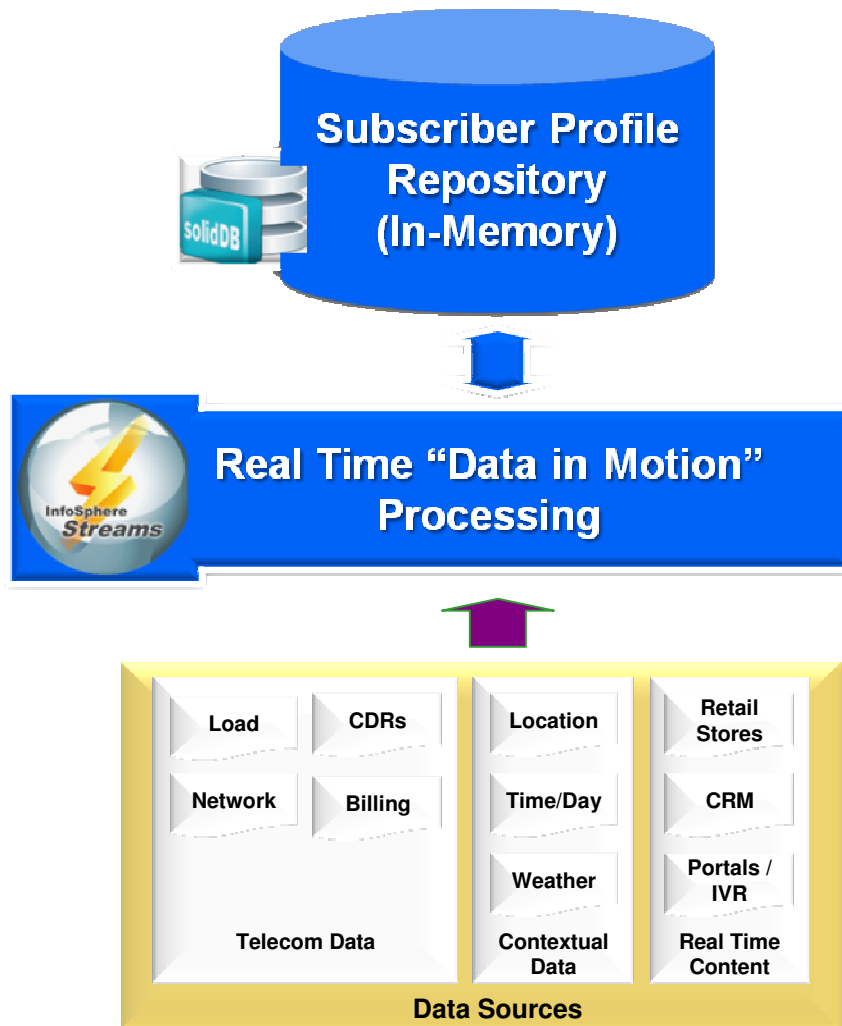 Subscriber Profile
Repository
(In-Memory)
solidDB
Real Time “Data in Motion”
Processing
InfoSphere
Streams
Load
CDRs
Network
Billing
Telecom Data
Location
Time/Day
Weather
Contextual
Data
Retail
Stores
CRM
Portals /
IVR
Real Time
Content
Data Sources